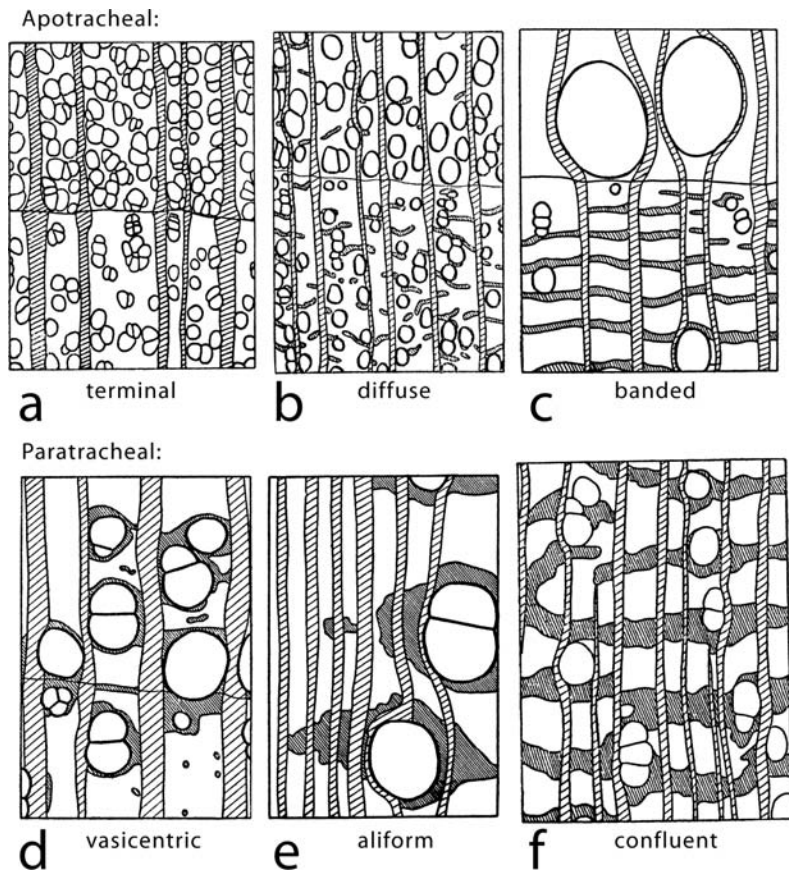 Apotracheal:
a terminal
b diffuse
c banded
Paratracheal:
d vasicentric
e aliform
f confluent